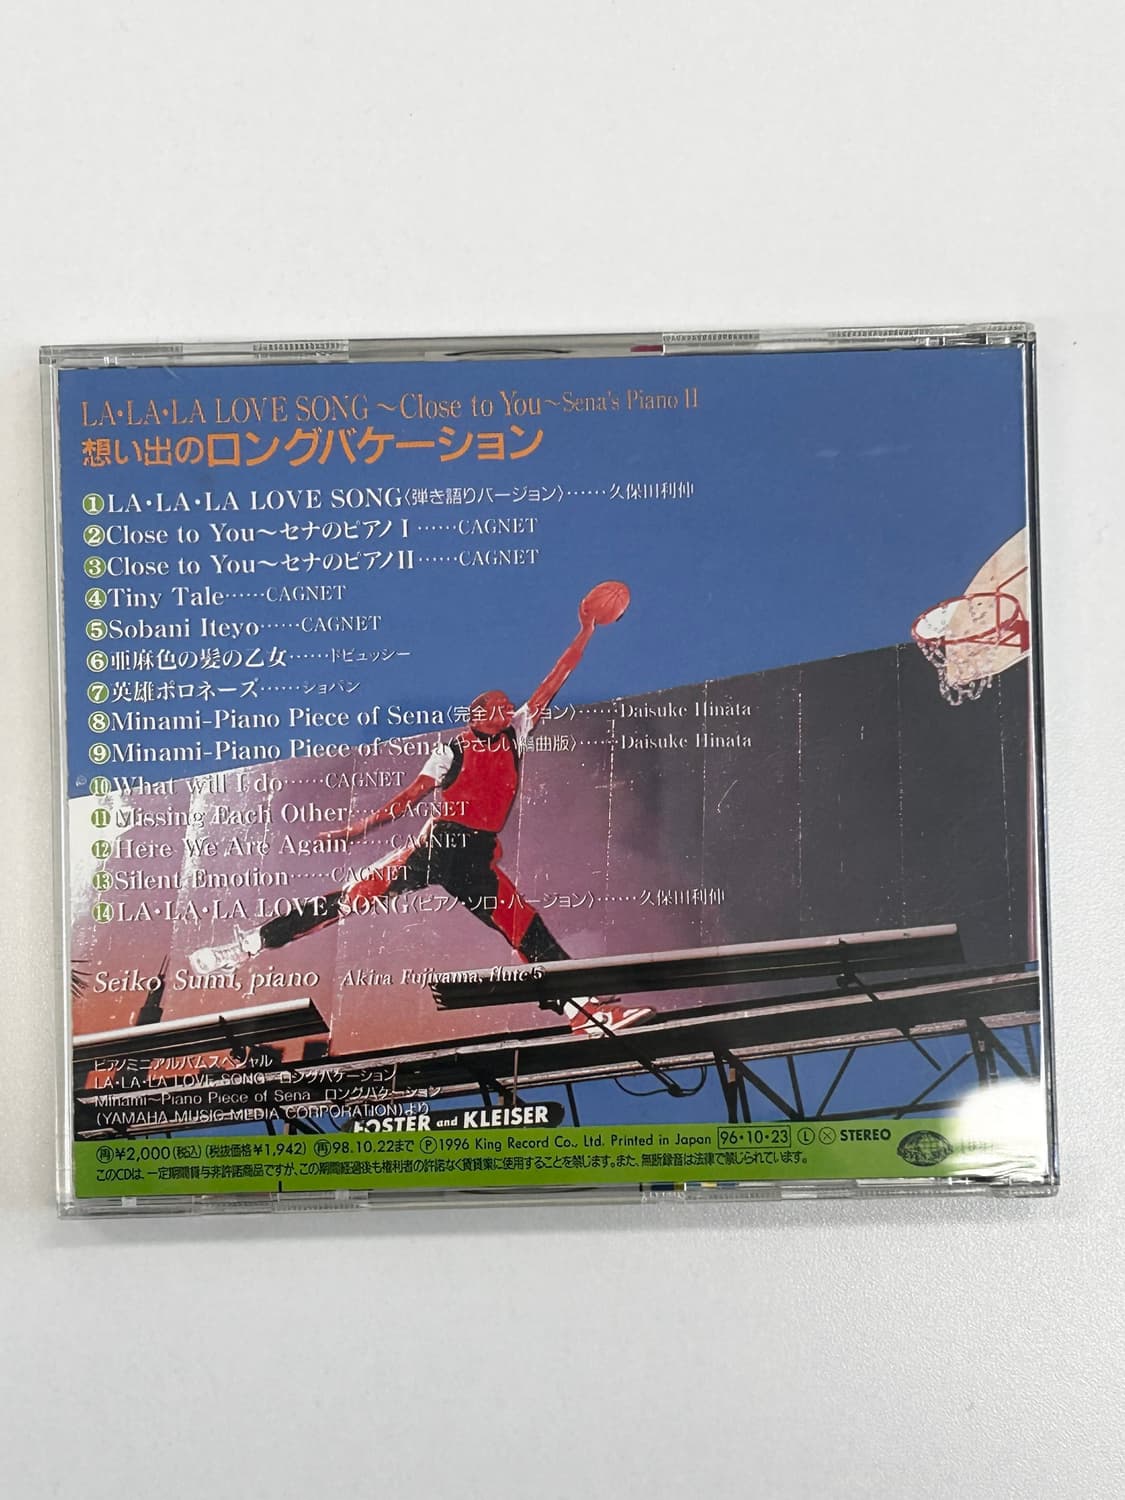 LA・LA・LA LOVE SONG〜Close to You〜Sena's Piano II
想い出のロングバケーション
①LA・LA・LA LOVE SONG〈弾き語りバージョン〉……久保田利伸
②Close to You〜セナのピアノI……CAGNET
③Close to You〜セナのピアノII……CAGNET
④Tiny Tale……CAGNET
⑤Sobani Iteyo……CAGNET
⑥亜麻色の髪の乙女……ドビュッシー
⑦英雄ポロネーズ……ショパン
⑧Minami-Piano Piece of Sena〈完全バージョン〉……Daisuke Hinata
⑨Minami-Piano Piece of Sena〈やさしい編曲版〉……Daisuke Hinata
⑩What will I do……CAGNET
⑪Missing Each Other……CAGNET
⑫Here We Are Again……CAGNET
⑬Silent Emotion……CAGNET
⑭LA・LA・LA LOVE SONG〈ピアノ・ソロ・バージョン〉……久保田利伸
Seiko Sumi, piano Akira Fujiyama, flute⑤
ピアノミニアルバムスペシャル
LA・LA・LA LOVE SONG ロングバケーション
Minami〜Piano Piece of Sena ロングバケーション
(YAMAHA MUSIC MEDIA CORPORATION)より
FOSTER and KLEISER
再¥2,000(税込)(税抜価格¥1,942) 再98.10.22まで Ⓟ1996 King Record Co., Ltd. Printed in Japan 96・10・23 Ⓛ Ⓧ STEREO
このCDは、一定期間貸与非許諾商品ですが、この期間経過後も権利者の許諾なく賃貸業に使用することを禁じます。また、無断録音は法律で禁じられています。